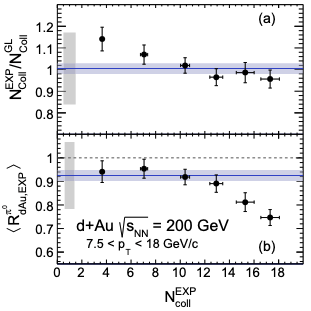 (a)
N^EXP_Coll/N^GL_Coll
1.2
1.1
1
0.9
0.8
(b)
⟨R^π⁰_dAu,EXP⟩
1
0.9
0.8
0.7
0.6
d+Au √s_NN = 200 GeV
7.5 < p_T < 18 GeV/c
0 2 4 6 8 10 12 14 16 18
N^EXP_coll